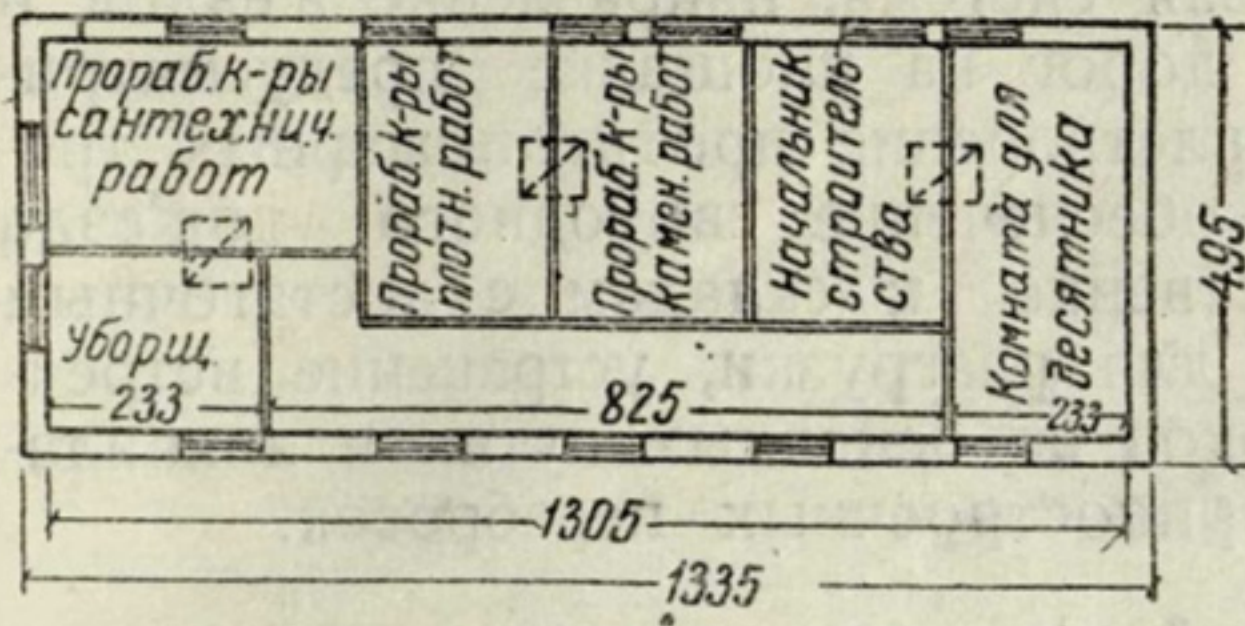 Прораб. к-ры
сантехнич.
работ
Прораб. к-ры
плотн. работ
Прораб. к-ры
камен. работ
Начальник
строитель
ства
Комната для
десятника
Уборщ.
233
825
233
495
1305
1335